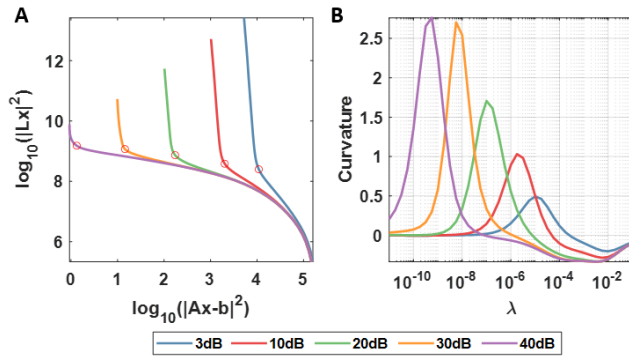 A
12
10
8
6
0 1 2 3 4 5
log10(|Lx|²)
log10(|Ax-b|²)
B
2.5
2
1.5
1
0.5
0
10⁻¹⁰ 10⁻⁸ 10⁻⁶ 10⁻⁴ 10⁻²
Curvature
λ
3dB 10dB 20dB 30dB 40dB